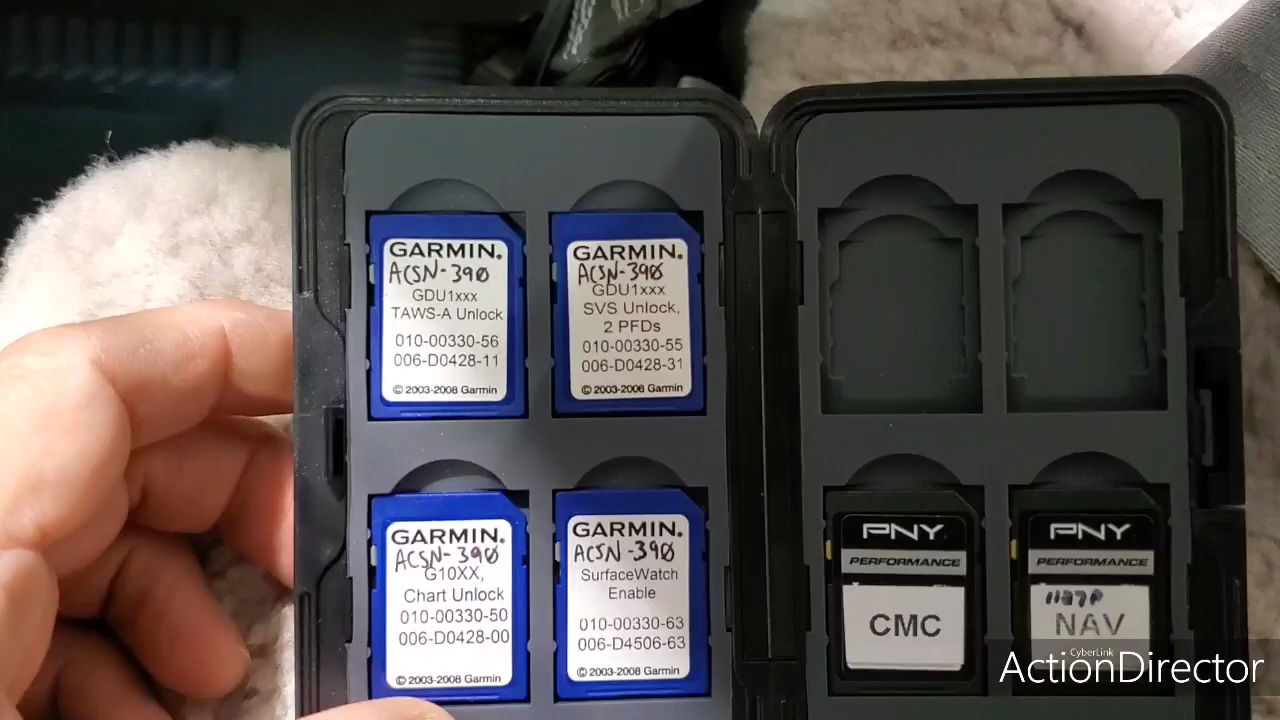 GARMIN.
ACSN-390
GDU1xxx
TAWS-A Unlock
010-00330-56
006-D0428-11
© 2003-2008 Garmin
GARMIN.
ACSN-390
GDU1xxx
SVS Unlock,
2 PFDs
010-00330-55
006-D0428-31
© 2003-2008 Garmin
GARMIN.
ACSN-390
G10XX,
Chart Unlock
010-00330-50
006-D0428-00
© 2003-2008 Garmin
GARMIN.
ACSN-390
SurfaceWatch
Enable
010-00330-63
006-D4506-63
© 2003-2008 Garmin
PNY
PERFORMANCE
CMC
PNY
PERFORMANCE
NAV
CyberLink
ActionDirector